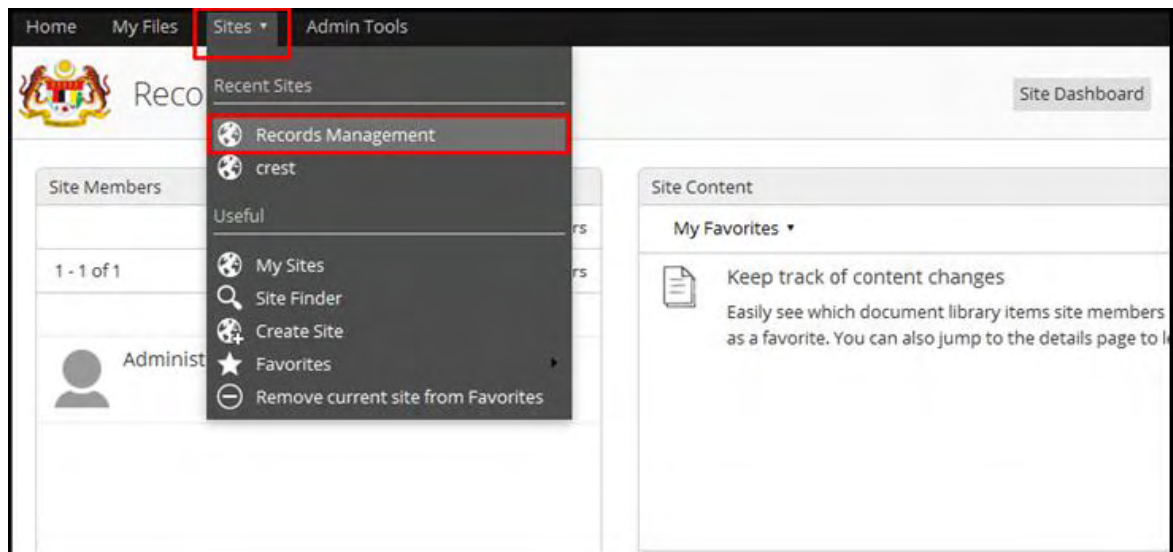 Home My Files Sites Admin Tools
Reco
Site Dashboard
Recent Sites
Records Management
crest
Useful
My Sites
Site Finder
Create Site
Favorites
Remove current site from Favorites
Site Members
rs
1 - 1 of 1
rs
Administ
Site Content
My Favorites
Keep track of content changes
Easily see which document library items site members
as a favorite. You can also jump to the details page to l